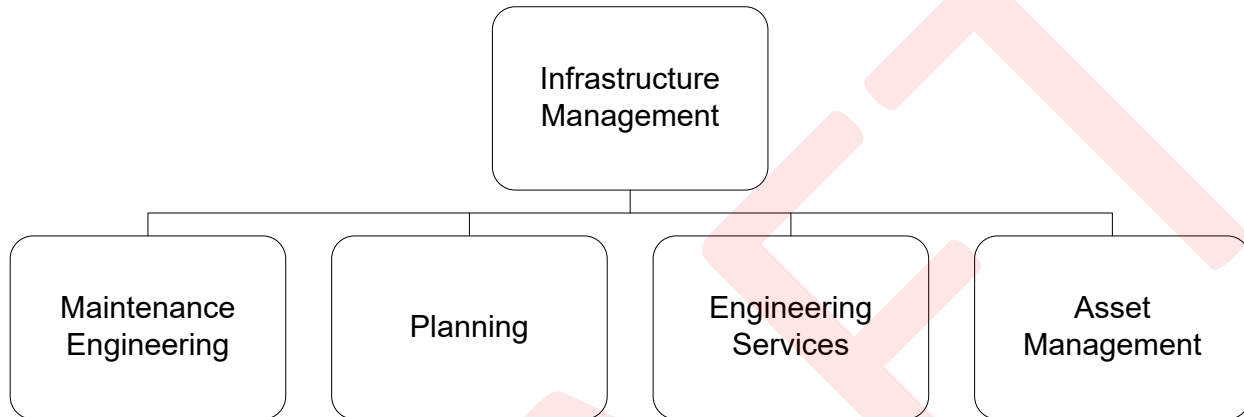 Infrastructure
Management
Maintenance
Engineering
Planning
Engineering
Services
Asset
Management